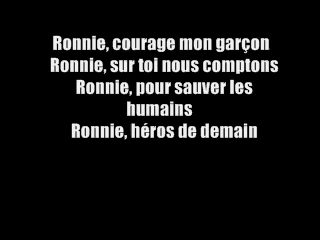 Ronnie, courage mon garçon
Ronnie, sur toi nous comptons
Ronnie, pour sauver les
humains
Ronnie, héros de demain